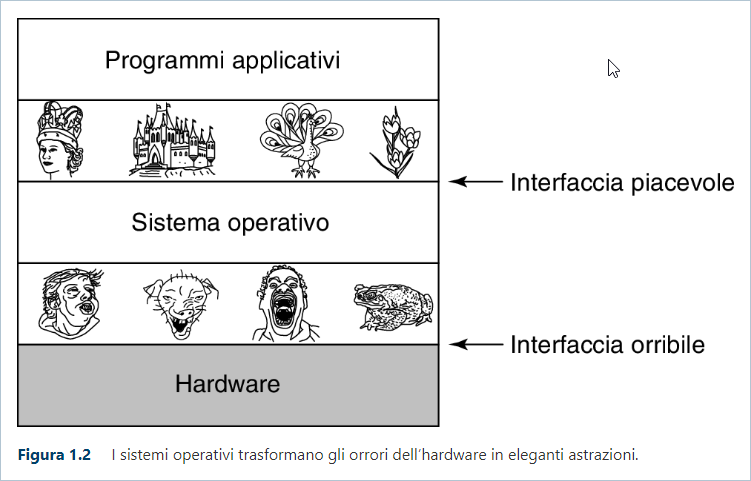 Programmi applicativi
Interfaccia piacevole
Sistema operativo
Interfaccia orribile
Hardware
Figura 1.2 I sistemi operativi trasformano gli orrori dell'hardware in eleganti astrazioni.